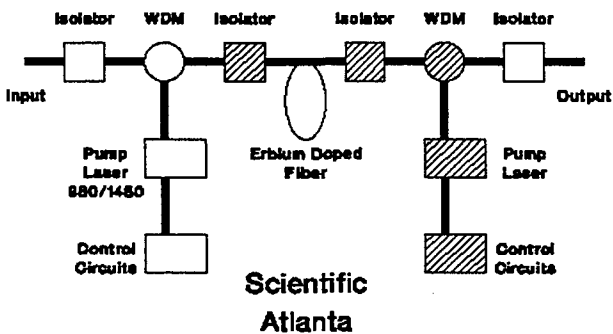 Isolator WDM Isolator Isolator WDM Isolator
Input Output
Pump
Laser
980/1480
Erbium Doped
Fiber
Pump
Laser
Control
Circuits
Control
Circuits
Scientific
Atlanta